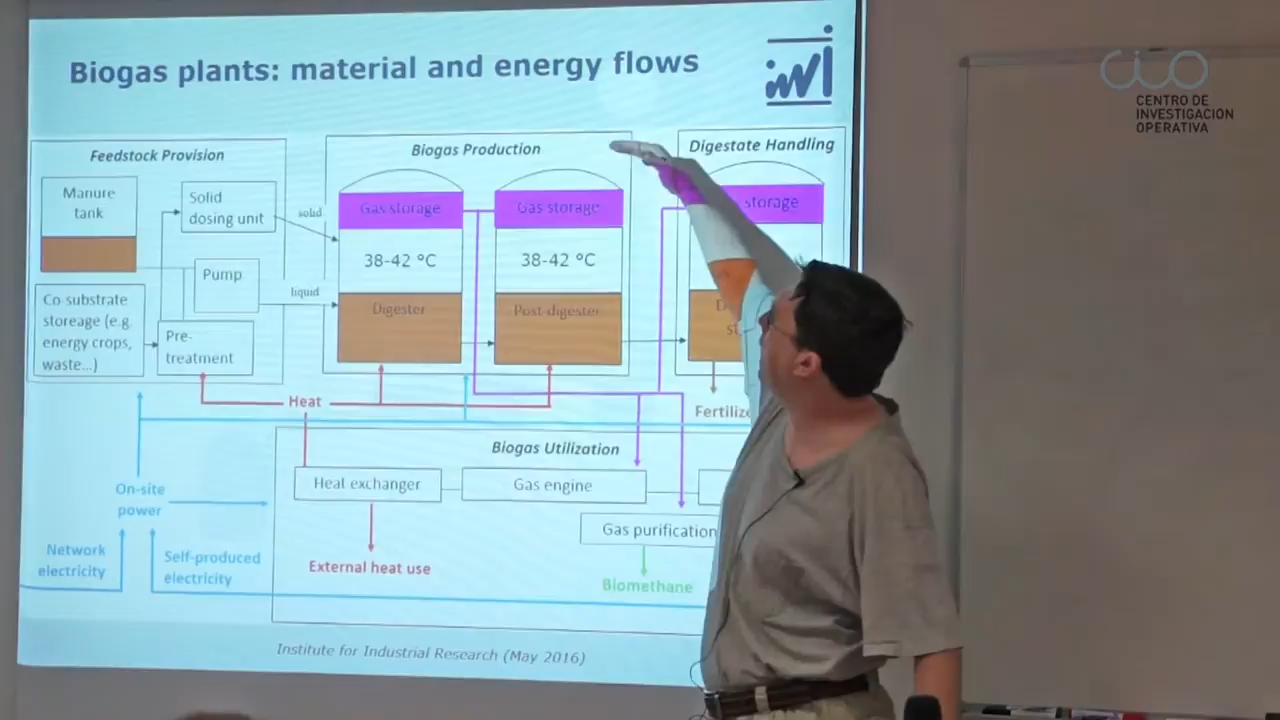 Biogas plants: material and energy flows
iwi
CIO
CENTRO DE
INVESTIGACION
OPERATIVA
Feedstock Provision
Manure
tank
Solid
dosing unit
Pump
Co-substrate
storeage (e.g.
energy crops,
waste...)
Pre-
treatment
solid
liquid
Biogas Production
Gas storage
38-42 °C
Digester
Gas storage
38-42 °C
Post-digester
Digestate Handling
storage
Heat
Biogas Utilization
Heat exchanger
Gas engine
Gas purification
External heat use
Biomethane
On-site
power
Network
electricity
Self-produced
electricity
Institute for Industrial Research (May 2016)